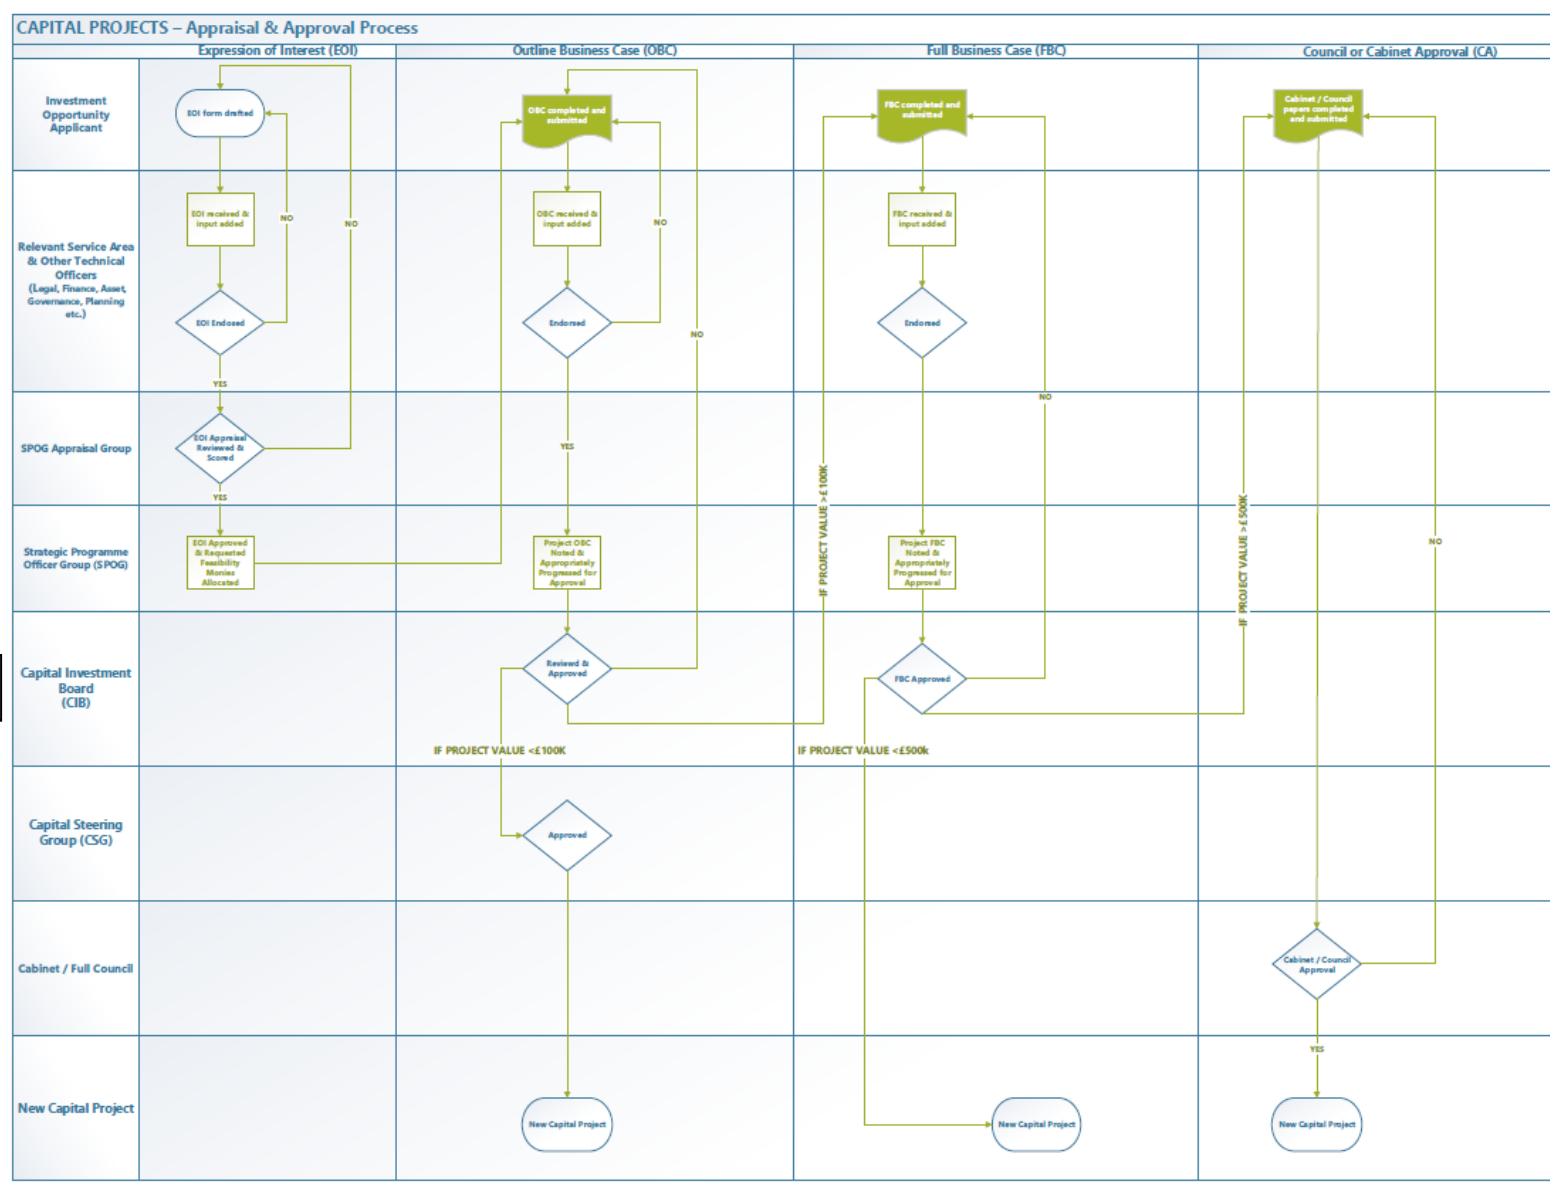 CAPITAL PROJECTS – Appraisal & Approval Process
Expression of Interest (EOI)
Outline Business Case (OBC)
Full Business Case (FBC)
Council or Cabinet Approval (CA)
Investment
Opportunity
Applicant
EOI form drafted
OBC completed and
submitted
FBC completed and
submitted
Cabinet / Council
papers completed
and submitted
Relevant Service Area
& Other Technical
Officers
(Legal, Finance, Asset,
Governance, Planning
etc.)
EOI received &
input added
NO
NO
EOI Endosed
YES
OBC received &
input added
NO
Endorsed
NO
FBC received &
input added
Endorsed
SPOG Appraisal Group
EOI Appraisal
Reviewed &
Scored
YES
YES
IF PROJECT VALUE >£100K
NO
IF PROJECT VALUE >£500K
NO
Strategic Programme
Officer Group (SPOG)
EOI Approved
& Requested
Feasibility
Monies
Allocated
Project OBC
Noted &
Appropriately
Progressed for
Approval
Project FBC
Noted &
Appropriately
Progressed for
Approval
Capital Investment
Board
(CIB)
Reviewd &
Approved
IF PROJECT VALUE <£100K
FBC Approved
IF PROJECT VALUE <£500k
Capital Steering
Group (CSG)
Approved
Cabinet / Full Council
Cabinet / Council
Approval
YES
New Capital Project
New Capital Project
New Capital Project
New Capital Project